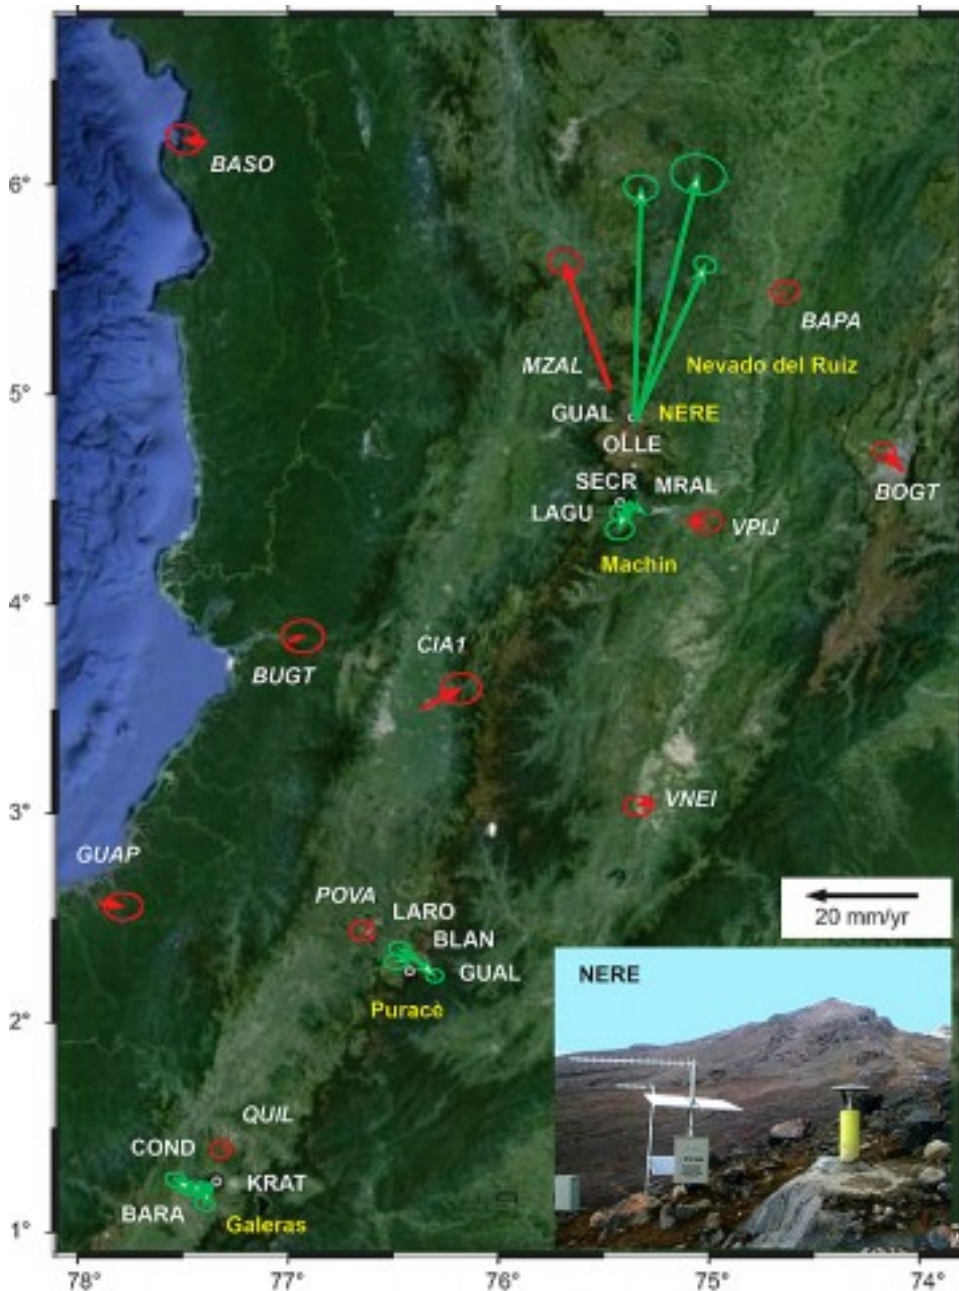 BASO
6°
BAPA
MZAL
Nevado del Ruiz
5°
GUAL
NERE
OLLE
SECR
MRAL
BOGT
LAGU
VPIJ
Machin
4°
CIA1
BUGT
3°
VNEI
GUAP
POVA
LARO
20 mm/yr
BLAN
GUAL
NERE
Puracè
2°
QUIL
COND
KRAT
BARA
Galeras
1°
78°
77°
76°
75°
74°